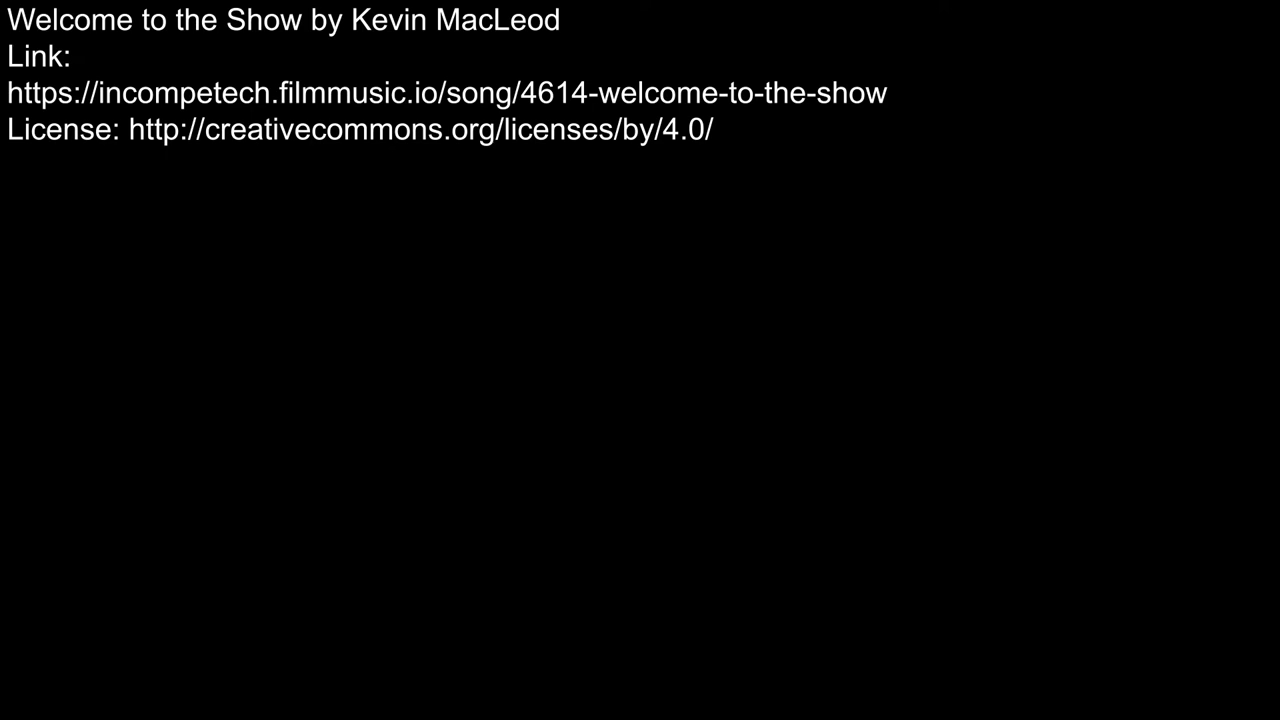 Welcome to the Show by Kevin MacLeod
Link:
https://incompetech.filmmusic.io/song/4614-welcome-to-the-show
License: http://creativecommons.org/licenses/by/4.0/